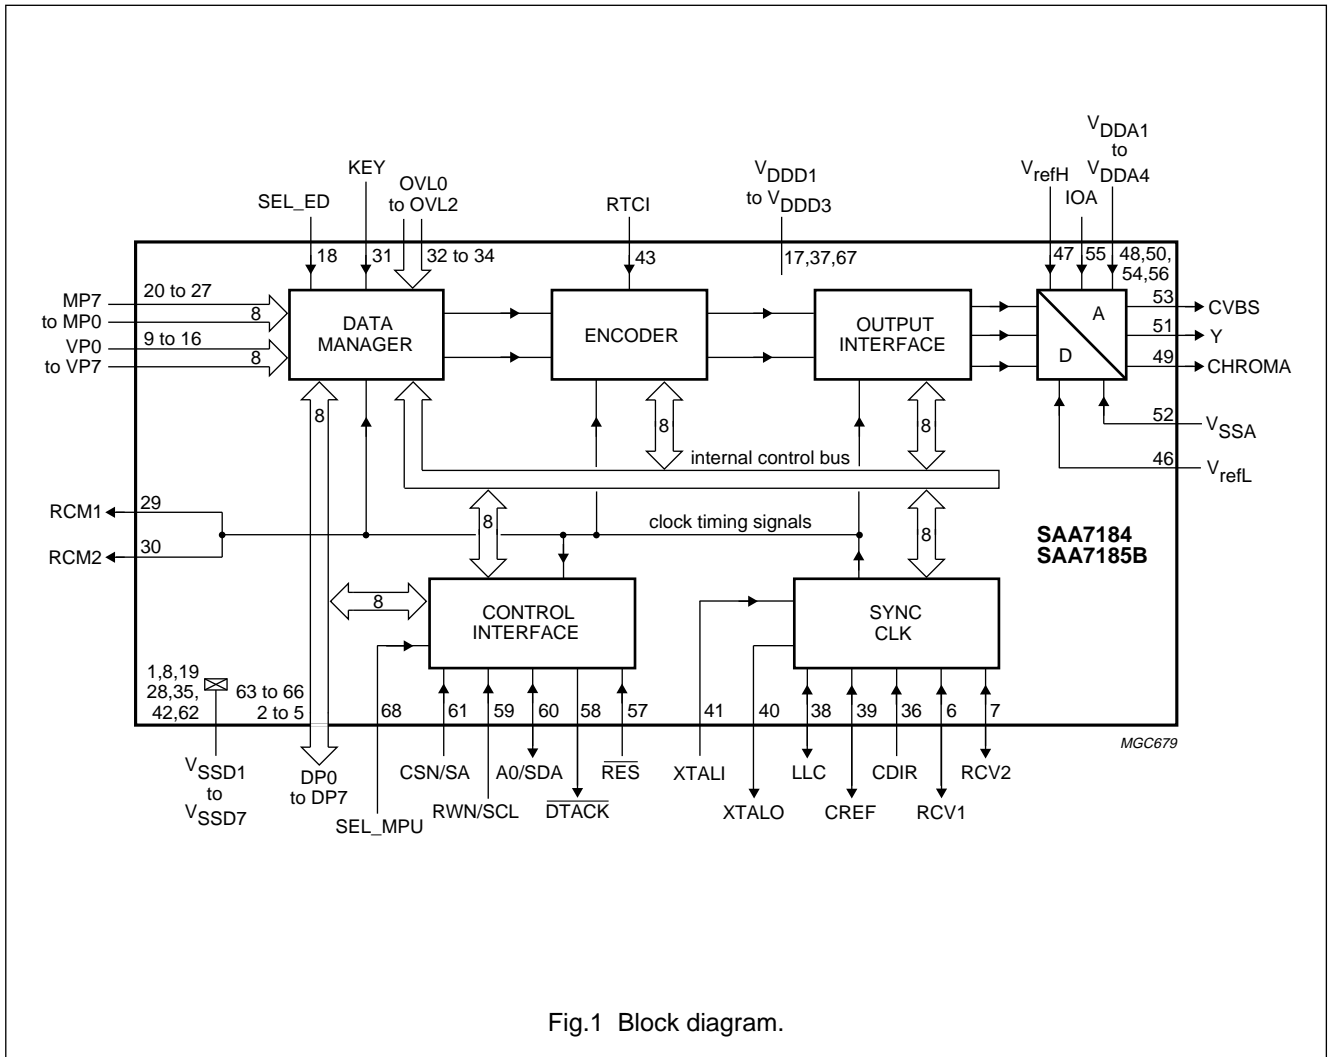 VDDA1
to
VDDA4
KEY
OVL0
to OVL2
VDDD1
to VDDD3
VrefH
IOA
SEL_ED
RTCI
18
31
32 to 34
43
17,37,67
47
55
48,50,
54,56
MP7
to MP0
20 to 27
8
VP0
to VP7
9 to 16
8
DATA
MANAGER
ENCODER
OUTPUT
INTERFACE
A
D
53
CVBS
51
Y
49
CHROMA
52
VSSA
46
VrefL
8
8
8
internal control bus
RCM1
29
RCM2
30
8
clock timing signals
8
SAA7184
SAA7185B
8
CONTROL
INTERFACE
SYNC
CLK
1,8,19
28,35,
42,62
63 to 66
2 to 5
68
61
59
60
58
57
41
40
38
39
36
6
7
MGC679
VSSD1
to
VSSD7
DP0
to DP7
SEL_MPU
CSN/SA
RWN/SCL
A0/SDA
DTACK
RES
XTALI
XTALO
LLC
CREF
CDIR
RCV1
RCV2
Fig.1 Block diagram.